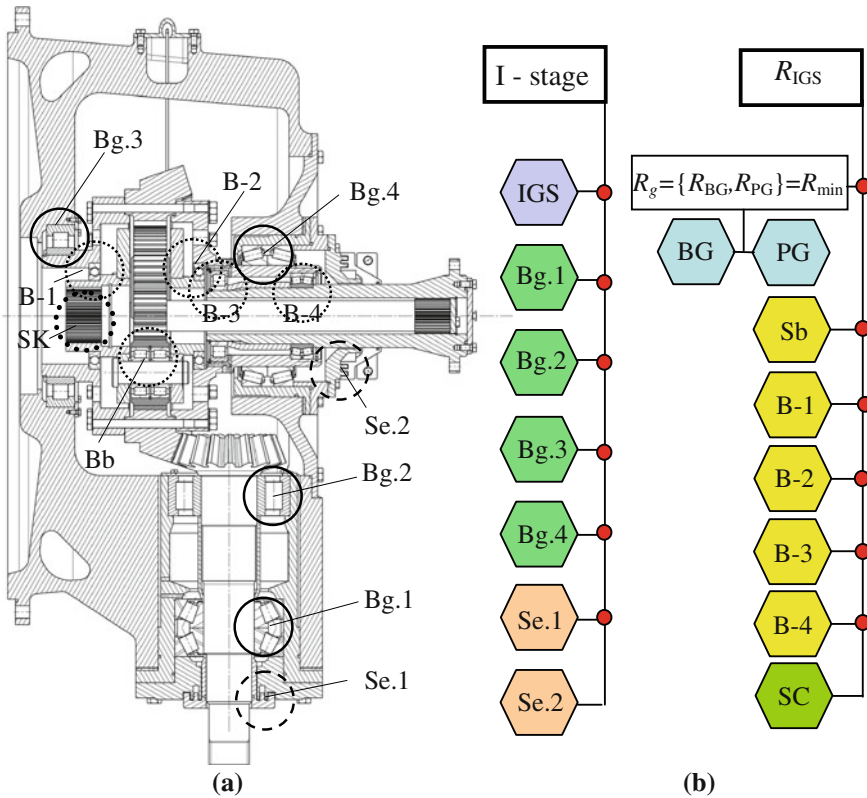 Bg.3
B-2
Bg.4
B-1
B-3
B-4
SK
Se.2
Bb
Bg.2
Bg.1
Se.1
(a)
I - stage
IGS
Bg.1
Bg.2
Bg.3
Bg.4
Se.1
Se.2
R_IGS
R_g={R_BG,R_PG}=R_min
BG
PG
Sb
B-1
B-2
B-3
B-4
SC
(b)